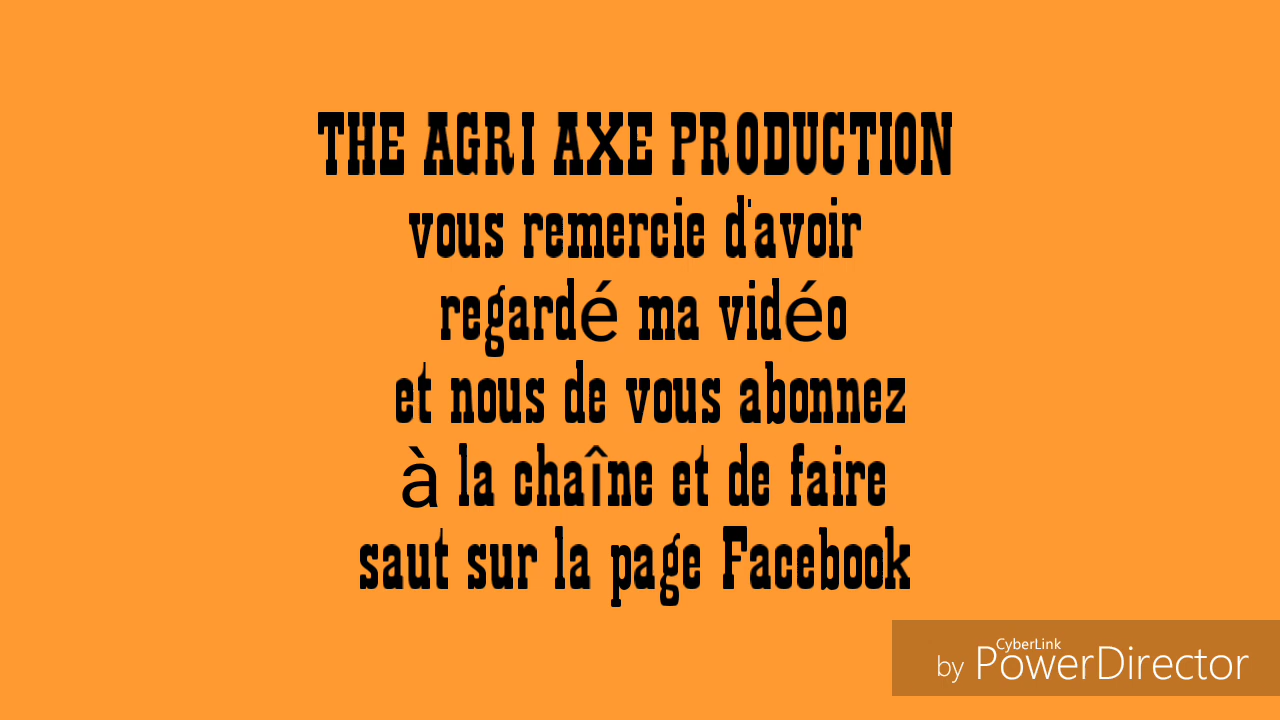 THE AGRI AXE PRODUCTION
vous remercie d'avoir
regardé ma vidéo
et nous de vous abonnez
à la chaîne et de faire
saut sur la page Facebook
by CyberLink PowerDirector